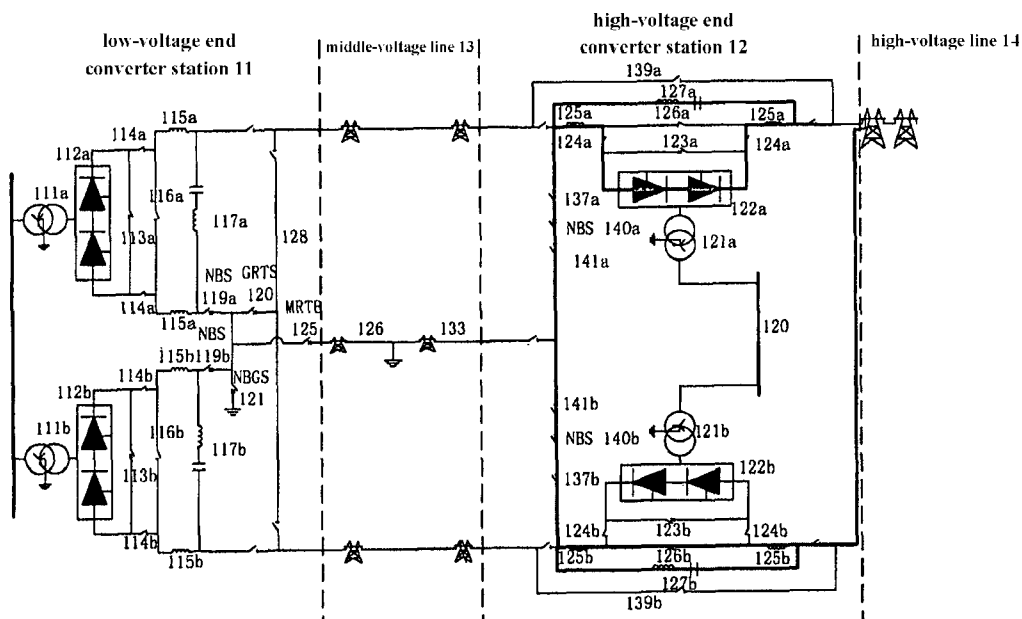 low-voltage end
converter station 11
middle-voltage line 13
high-voltage end
converter station 12
high-voltage line 14
139a
127a
115a
125a
126a
125a
114a
124a
123a
124a
112a
111a
116a
117a
113a
137a
122a
128
NBS 140a
121a
141a
NBS
GRTS
119a
120
114a
115a
MRTB
NBS
125
126
133
120
115b
119b
114b
NBGS
121
112b
111b
116b
117b
113b
141b
NBS 140b
121b
137b
122b
124b
123b
124b
114b
115b
125b
126b
125b
127b
139b